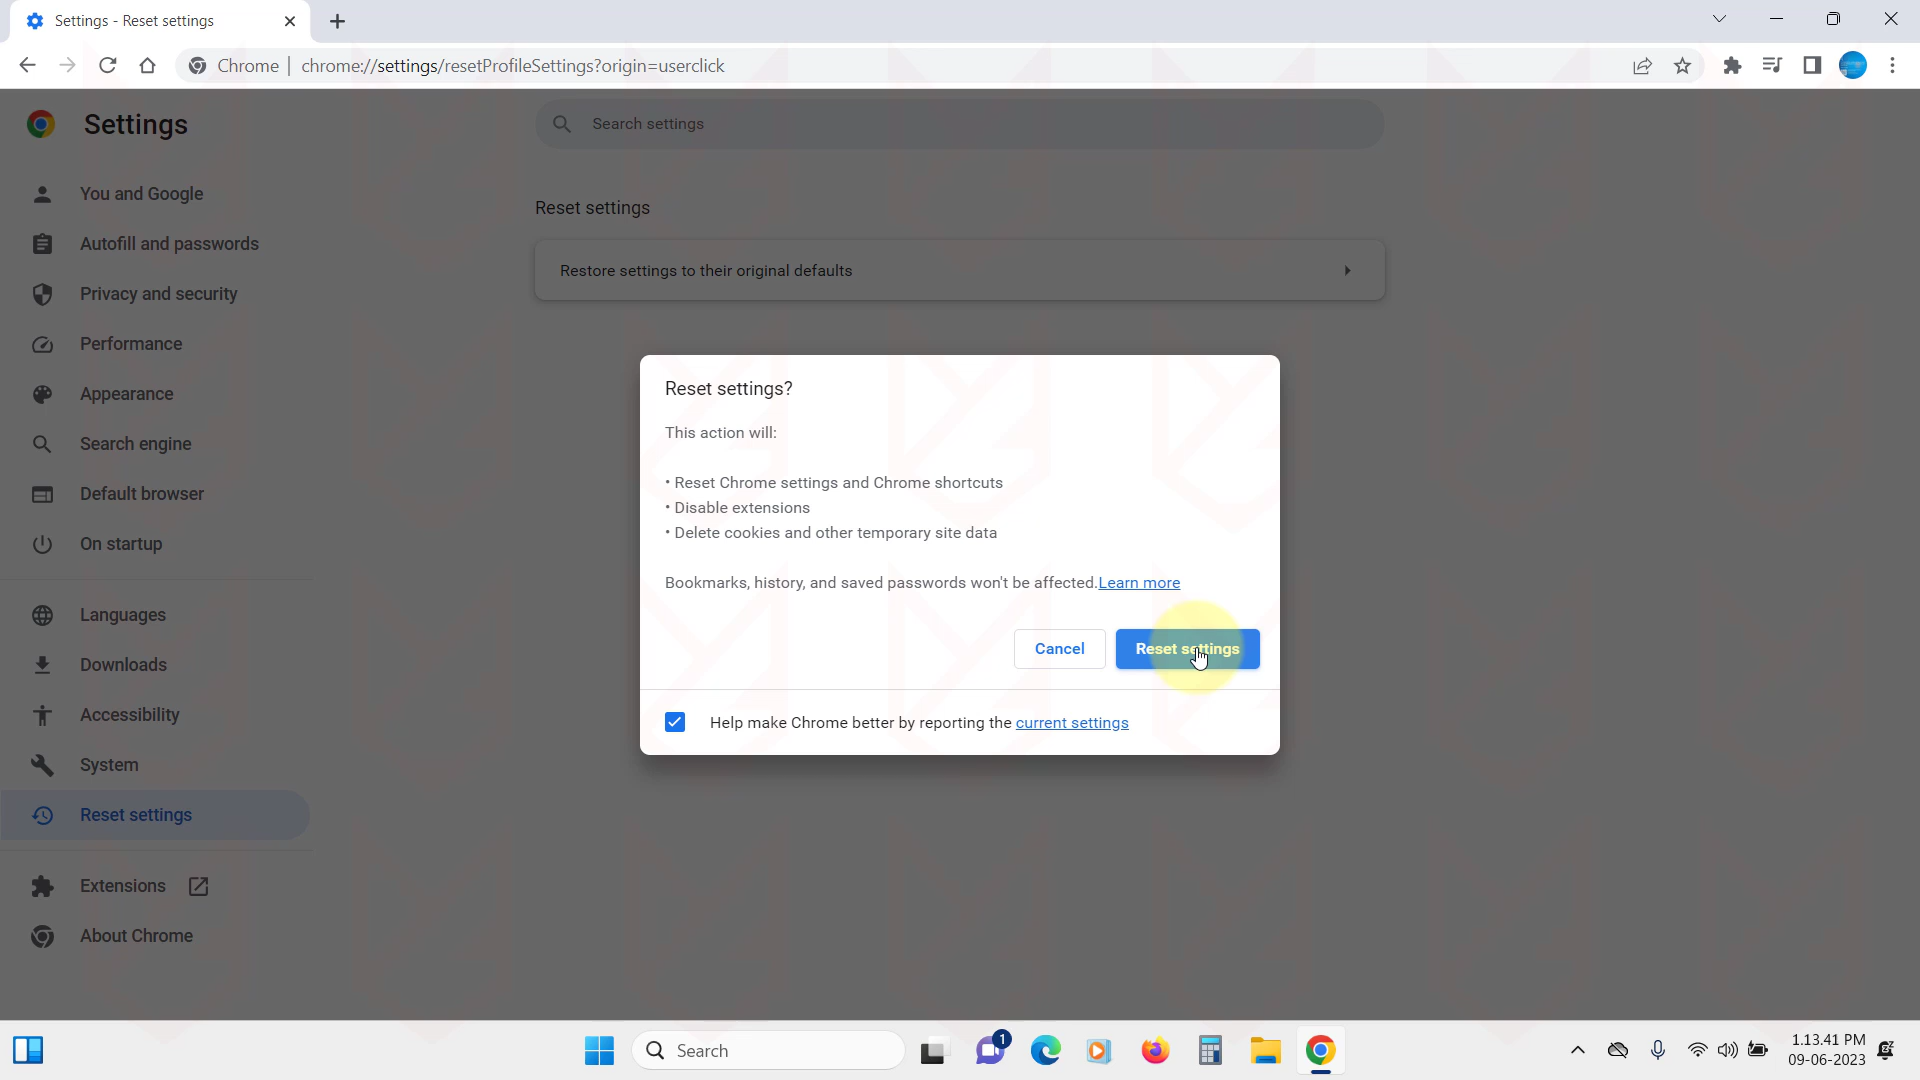 Settings - Reset settings
Chrome | chrome://settings/resetProfileSettings?origin=userclick
Settings
Search settings
You and Google
Autofill and passwords
Privacy and security
Performance
Appearance
Search engine
Default browser
On startup
Languages
Downloads
Accessibility
System
Reset settings
Extensions
About Chrome
Reset settings
Restore settings to their original defaults
Reset settings?
This action will:
• Reset Chrome settings and Chrome shortcuts
• Disable extensions
• Delete cookies and other temporary site data
Bookmarks, history, and saved passwords won't be affected.Learn more
Cancel
Reset settings
Help make Chrome better by reporting the current settings
Search
1
1.13.41 PM
09-06-2023